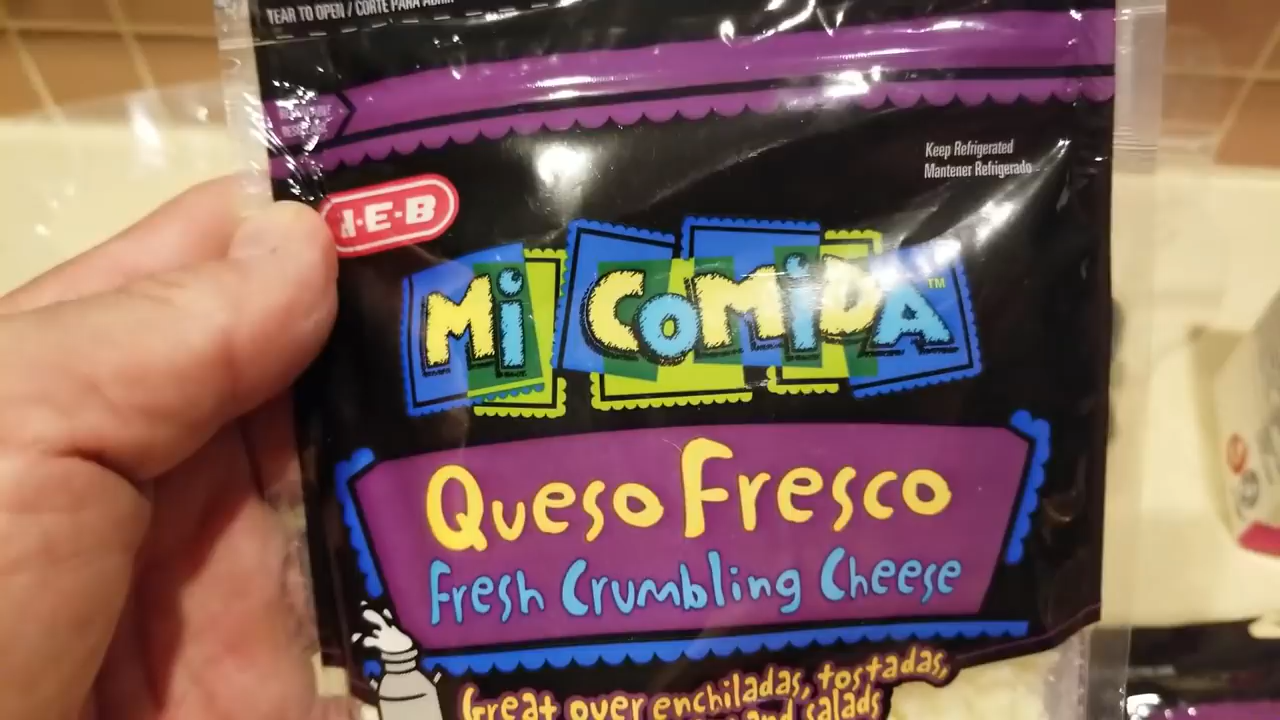 TEAR TO OPEN / CORTE PARA ABRIR
Keep Refrigerated
Mantener Refrigerado
H-E-B
Mi COMiDA™
Queso Fresco
Fresh Crumbling Cheese
Great over enchiladas, tostadas,
and salads